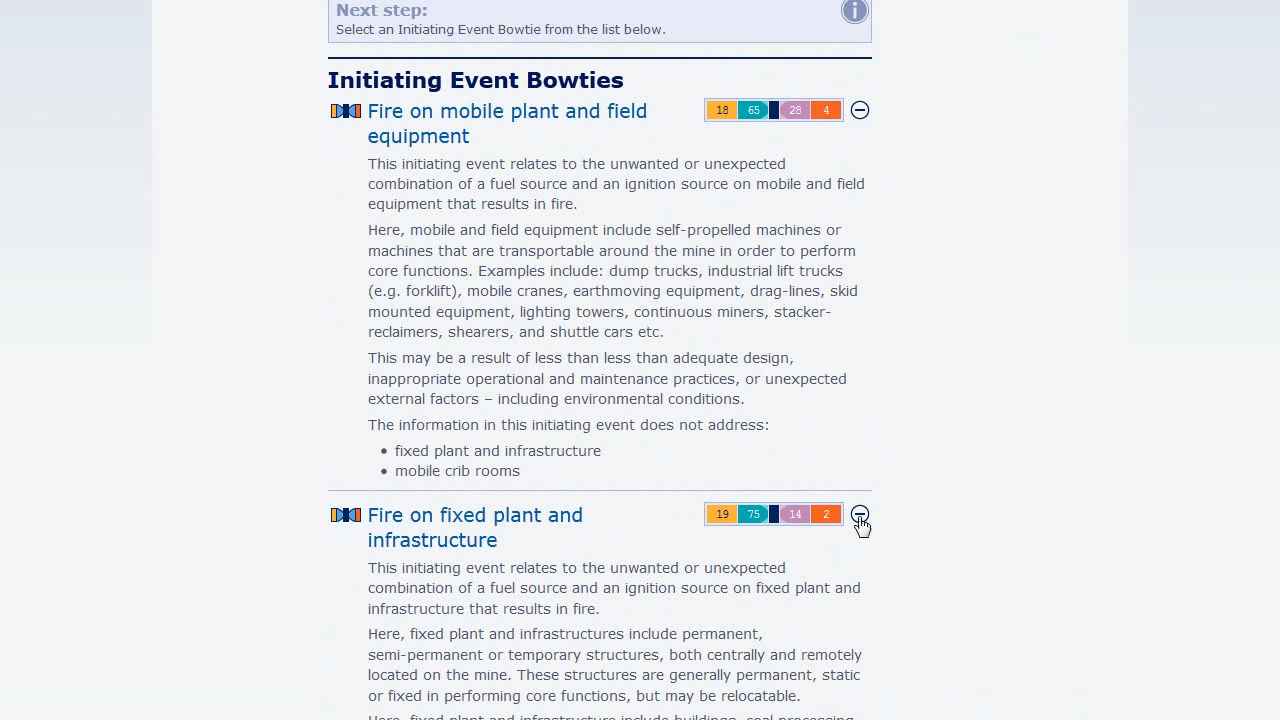 Next step:
Select an Initiating Event Bowtie from the list below.
Initiating Event Bowties
Fire on mobile plant and field
equipment
18 65 28 4
This initiating event relates to the unwanted or unexpected
combination of a fuel source and an ignition source on mobile and field
equipment that results in fire.
Here, mobile and field equipment include self-propelled machines or
machines that are transportable around the mine in order to perform
core functions. Examples include: dump trucks, industrial lift trucks
(e.g. forklift), mobile cranes, earthmoving equipment, drag-lines, skid
mounted equipment, lighting towers, continuous miners, stacker-
reclaimers, shearers, and shuttle cars etc.
This may be a result of less than less than adequate design,
inappropriate operational and maintenance practices, or unexpected
external factors – including environmental conditions.
The information in this initiating event does not address:
• fixed plant and infrastructure
• mobile crib rooms
Fire on fixed plant and
infrastructure
19 75 14 2
This initiating event relates to the unwanted or unexpected
combination of a fuel source and an ignition source on fixed plant and
infrastructure that results in fire.
Here, fixed plant and infrastructures include permanent,
semi-permanent or temporary structures, both centrally and remotely
located on the mine. These structures are generally permanent, static
or fixed in performing core functions, but may be relocatable.
Here, fixed plant and infrastructure include buildings, coal processing